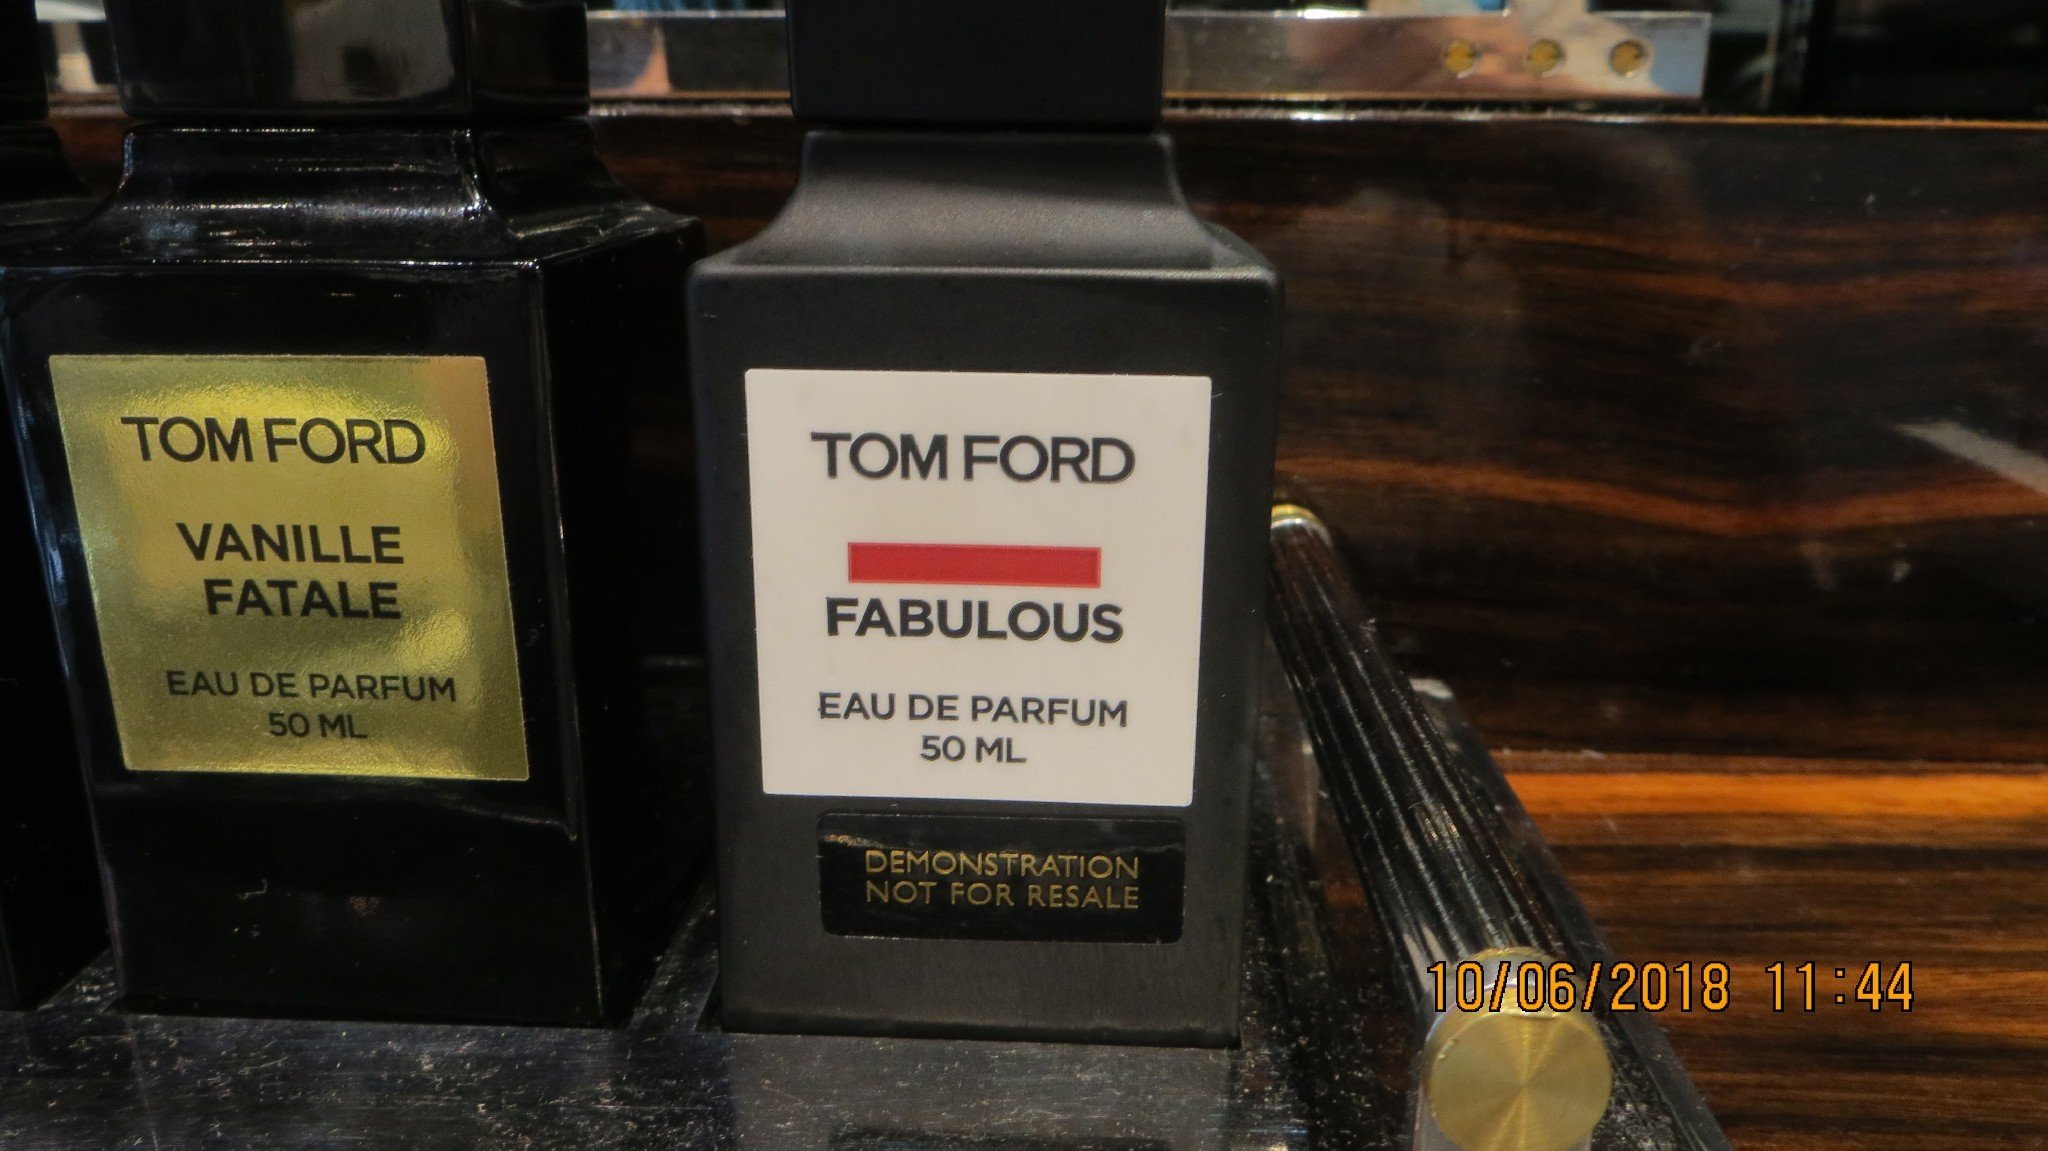 TOM FORD
VANILLE
FATALE
EAU DE PARFUM
50 ML
TOM FORD
FABULOUS
EAU DE PARFUM
50 ML
DEMONSTRATION
NOT FOR RESALE
10/06/2018 11:44